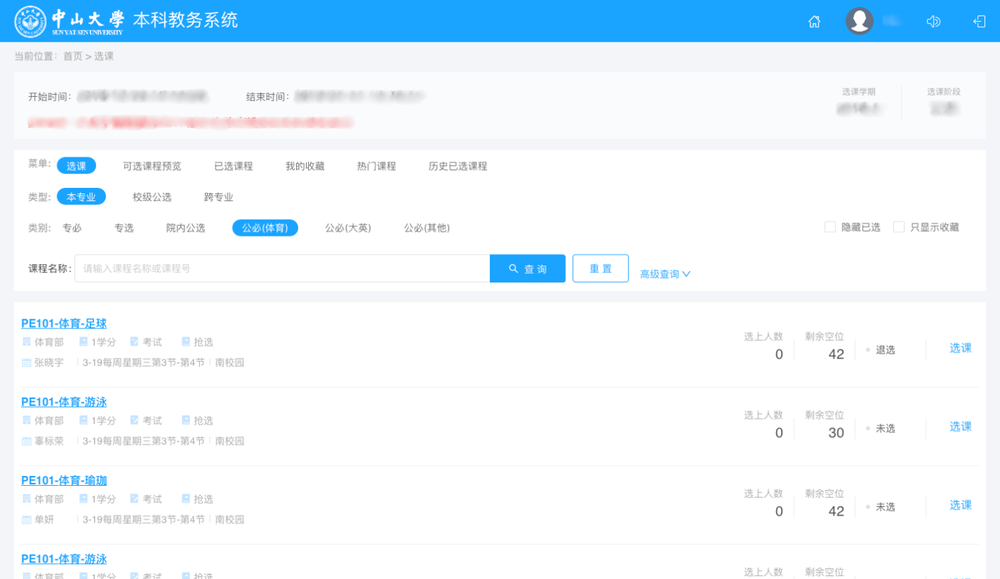 中山大學 本科教务系统
SUN YAT-SEN UNIVERSITY
当前位置：首页 > 选课
开始时间： 结束时间：
选课学期 选课阶段
菜单: 选课 可选课程预览 已选课程 我的收藏 热门课程 历史已选课程
类型: 本专业 校级公选 跨专业
类别: 专必 专选 院内公选 公必(体育) 公必(大英) 公必(其他) 隐藏已选 只显示收藏
课程名称: 请输入课程名称或课程号 查 询 重 置 高级查询
PE101-体育-足球
体育部 1学分 考试 抢选
张晓宇 3-19每周星期三第3节-第4节 南校园
选上人数 剩余空位
0 42 退选 选课
PE101-体育-游泳
体育部 1学分 考试 抢选
辜标荣 3-19每周星期三第3节-第4节 南校园
选上人数 剩余空位
0 30 未选 选课
PE101-体育-瑜珈
体育部 1学分 考试 抢选
单妍 3-19每周星期三第3节-第4节 南校园
选上人数 剩余空位
0 42 未选 选课
PE101-体育-游泳
体育部 1学分 考试 抢选
选上人数 剩余空位